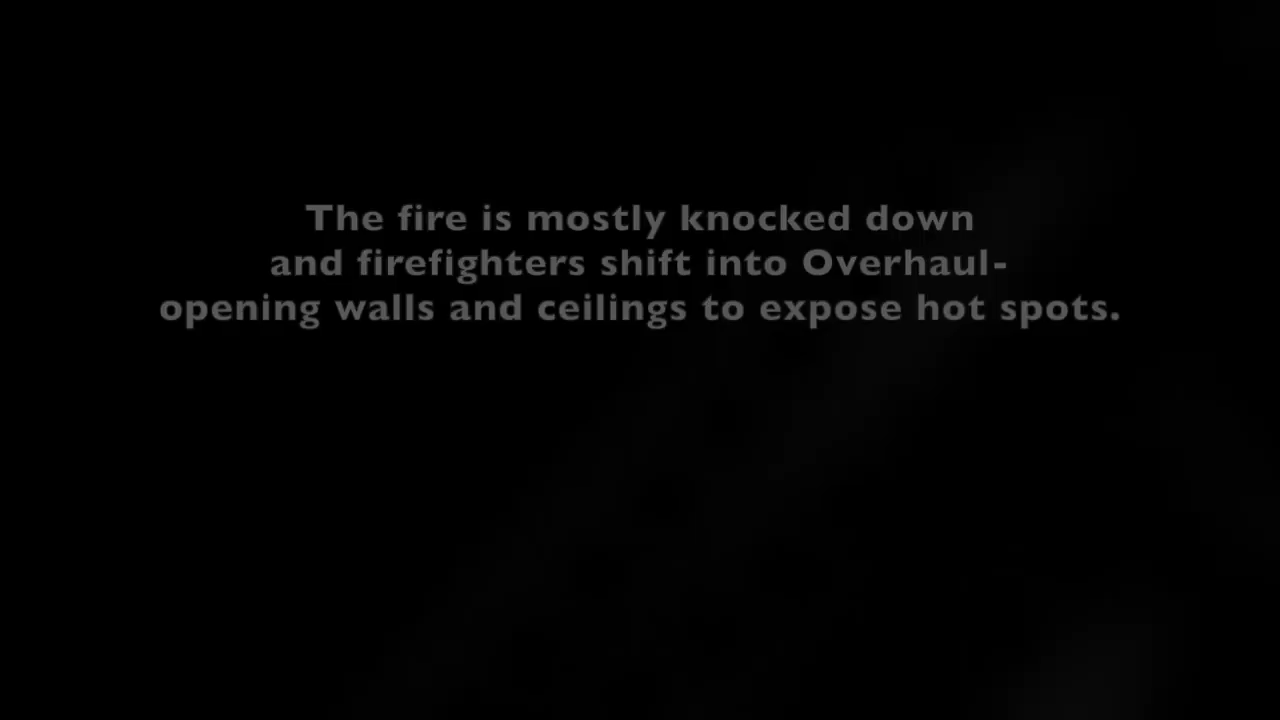 The fire is mostly knocked down
and firefighters shift into Overhaul-
opening walls and ceilings to expose hot spots.